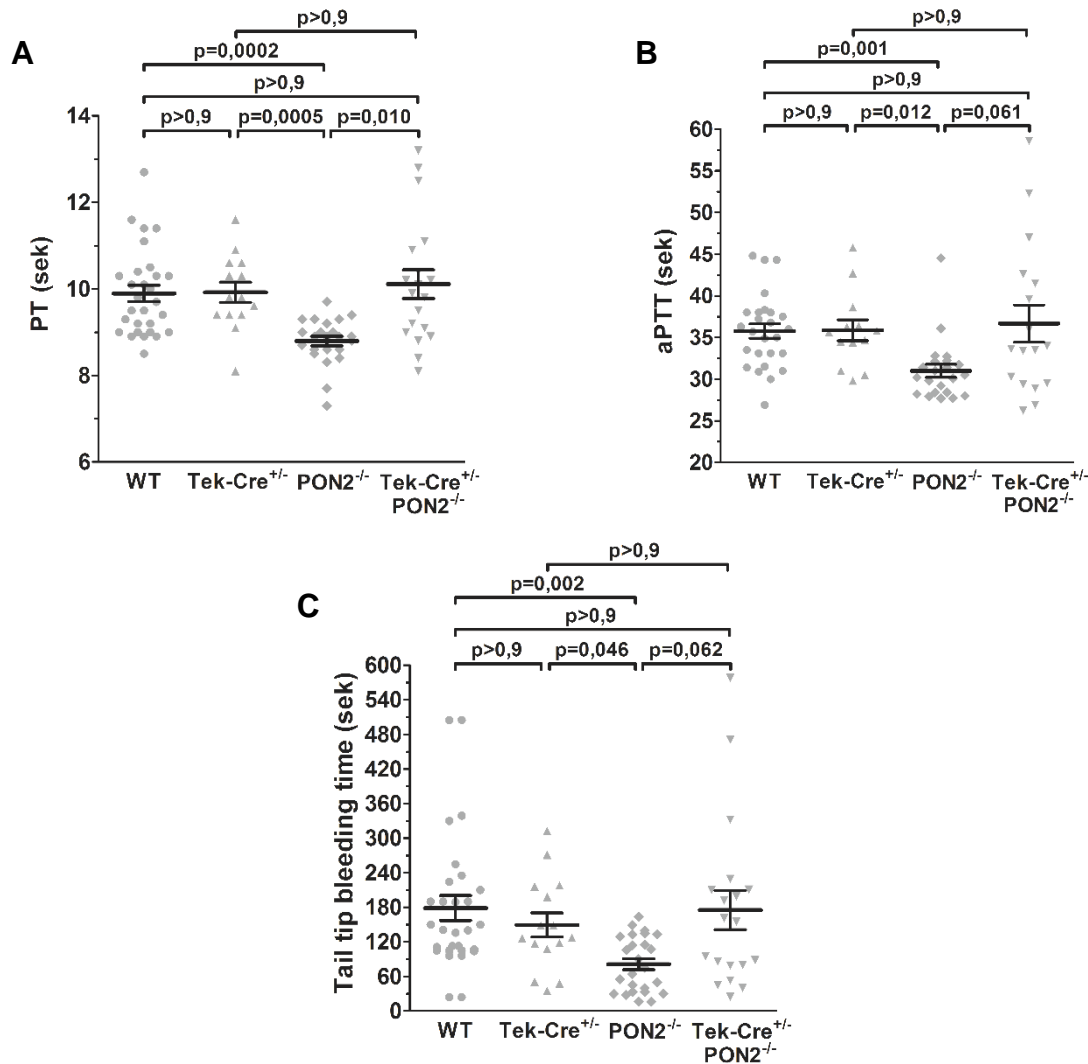 A
p>0,9
p=0,0002
p>0,9
p>0,9 p=0,0005 p=0,010
PT (sek)
14
12
10
8
6
WT Tek-Cre+/- PON2-/- Tek-Cre+/-
PON2-/-
B
p>0,9
p=0,001
p>0,9
p>0,9 p=0,012 p=0,061
aPTT (sek)
60
55
50
45
40
35
30
25
20
WT Tek-Cre+/- PON2-/- Tek-Cre+/-
PON2-/-
C
p>0,9
p=0,002
p>0,9
p>0,9 p=0,046 p=0,062
Tail tip bleeding time (sek)
600
540
480
420
360
300
240
180
120
60
0
WT Tek-Cre+/- PON2-/- Tek-Cre+/-
PON2-/-